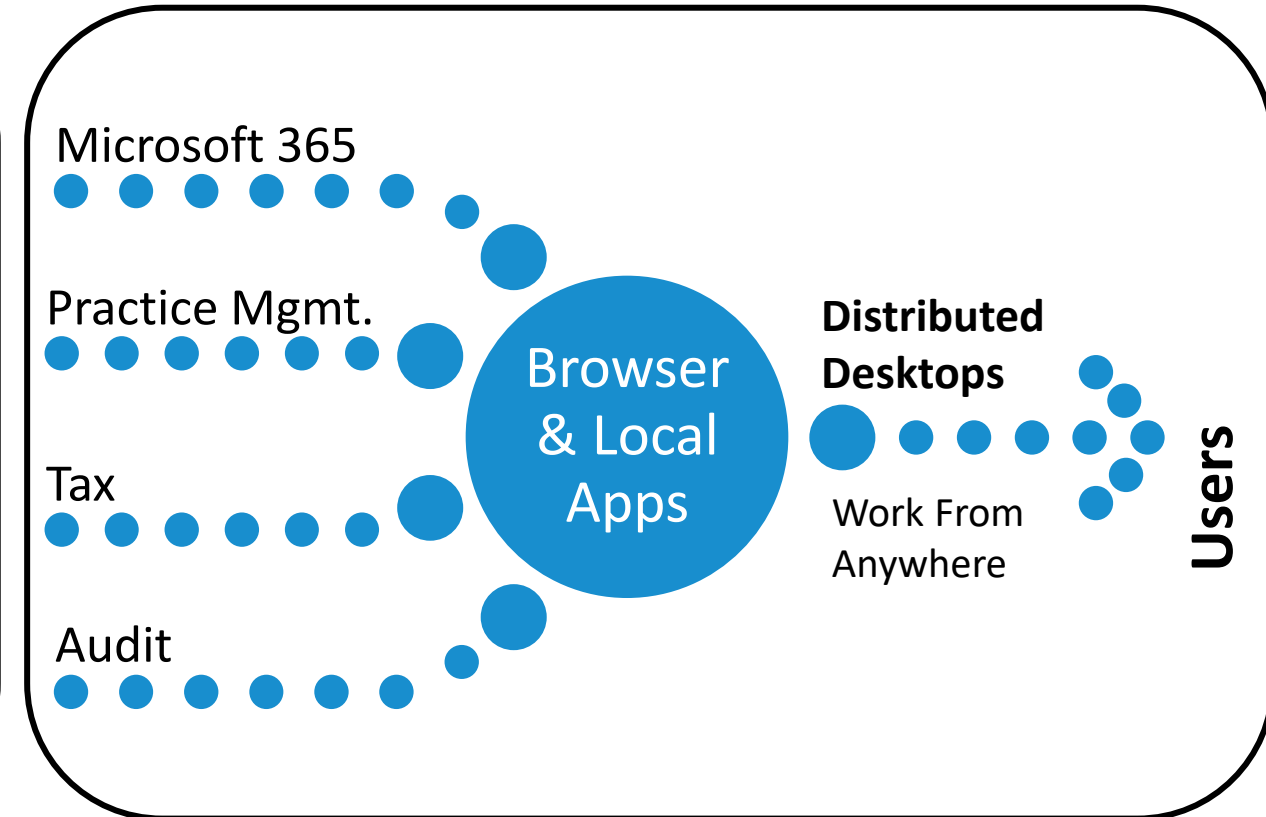 Microsoft 365
Practice Mgmt.
Tax
Audit
Browser
& Local
Apps
Distributed
Desktops
Work From
Anywhere
Users